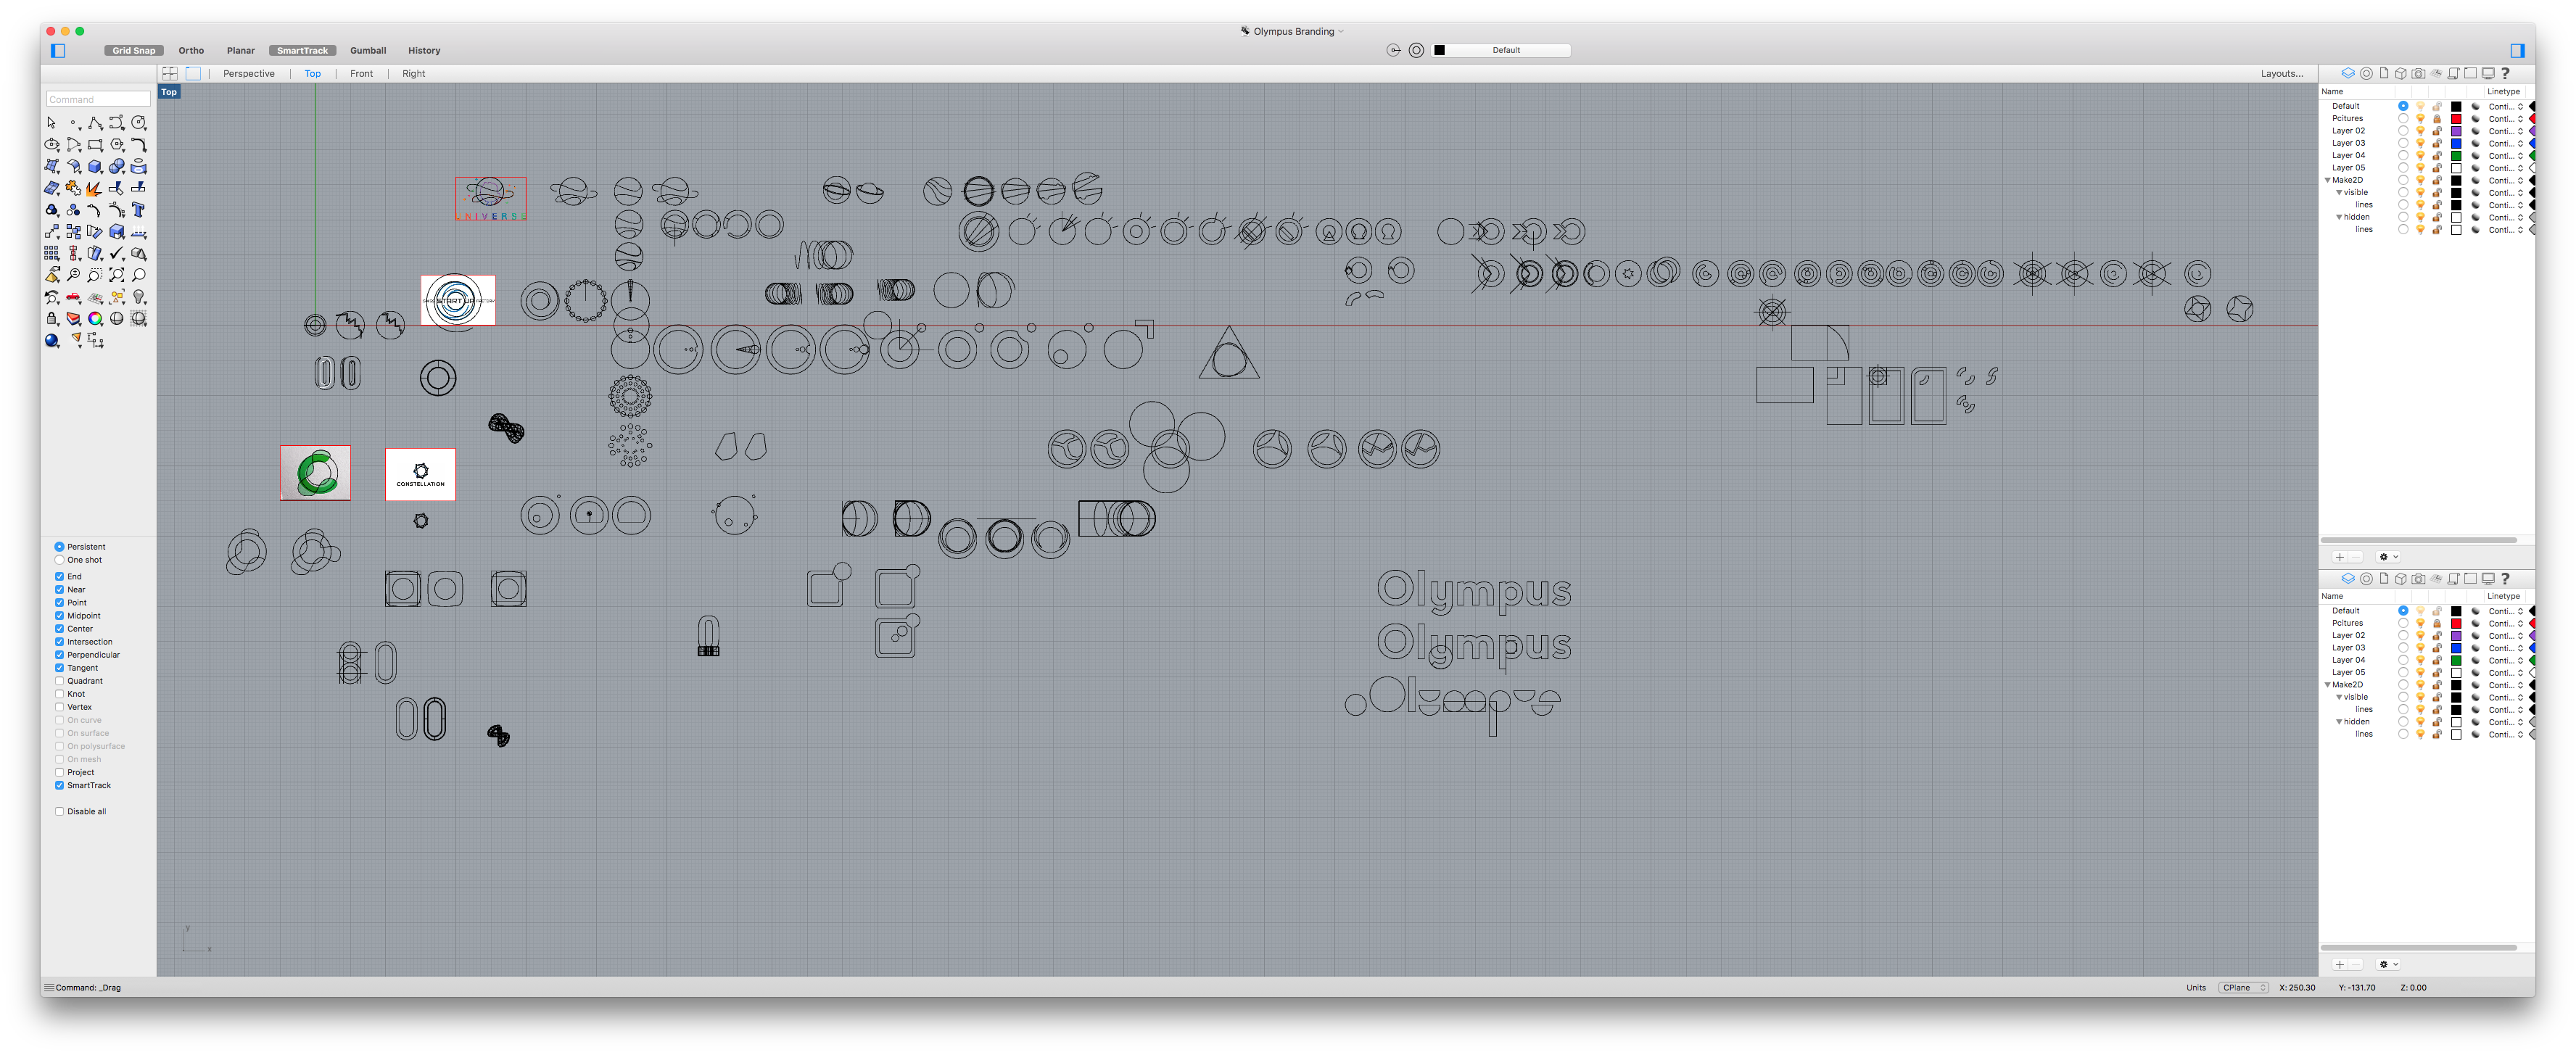 Olympus Branding
Grid Snap Ortho Planar SmartTrack Gumball History
Default
Perspective Top Front Right Layouts...
Top
Command
UNIVERSE
START UP
CONSTELLATION
Olympus
Olympus
Persistent
One shot
End
Near
Point
Midpoint
Center
Intersection
Perpendicular
Tangent
Quadrant
Knot
Vertex
On curve
On surface
On polysurface
On mesh
Project
SmartTrack
Disable all
y
x
Name Linetype
Default Conti...
Pcitures Conti...
Layer 02 Conti...
Layer 03 Conti...
Layer 04 Conti...
Layer 05 Conti...
Make2D Conti...
visible Conti...
lines Conti...
hidden Conti...
lines Conti...
Name Linetype
Default Conti...
Pcitures Conti...
Layer 02 Conti...
Layer 03 Conti...
Layer 04 Conti...
Layer 05 Conti...
Make2D Conti...
visible Conti...
lines Conti...
hidden Conti...
lines Conti...
Command: _Drag
Units CPlane X: 250.30 Y: -131.70 Z: 0.00